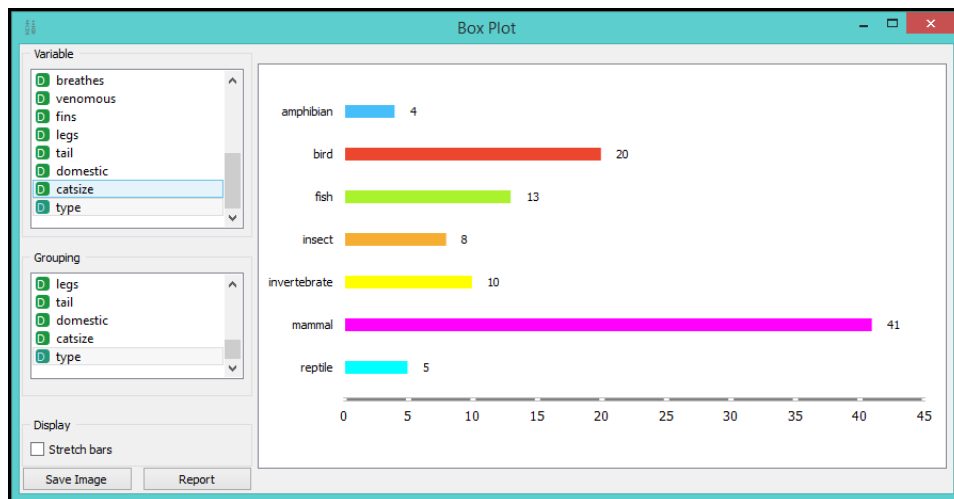 Box Plot
Variable
D breathes
D venomous
D fins
D legs
D tail
D domestic
D catsize
D type
Grouping
D legs
D tail
D domestic
D catsize
D type
Display
Stretch bars
Save Image
Report
amphibian 4
bird 20
fish 13
insect 8
invertebrate 10
mammal 41
reptile 5
0 5 10 15 20 25 30 35 40 45